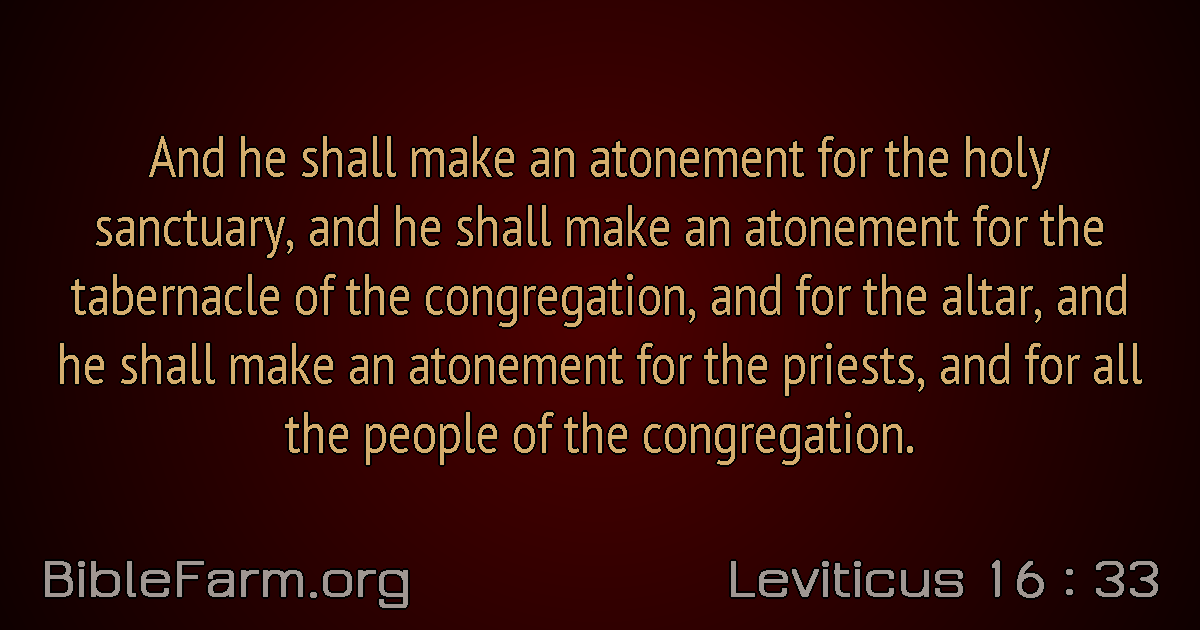 And he shall make an atonement for the holy
sanctuary, and he shall make an atonement for the
tabernacle of the congregation, and for the altar, and
he shall make an atonement for the priests, and for all
the people of the congregation.
BibleFarm.org
Leviticus 16 : 33